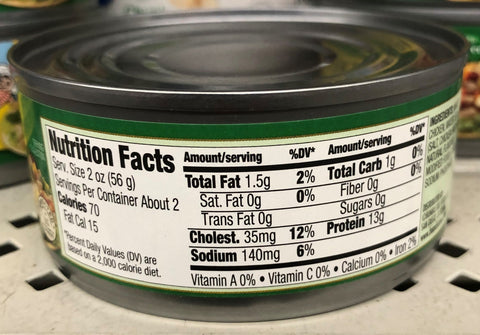 Nutrition Facts
Serv. Size 2 oz (56 g)
Servings Per Container About 2
Calories 70
Fat Cal 15
*Percent Daily Values (DV) are
based on a 2,000 calorie diet.
Amount/serving %DV*
Total Fat 1.5g 2%
Sat. Fat 0g 0%
Trans Fat 0g
Cholest. 35mg 12%
Sodium 140mg 6%
Amount/serving %DV*
Total Carb 1g 0%
Fiber 0g 0%
Sugars 0g
Protein 13g
Vitamin A 0% • Vitamin C 0% • Calcium 0% • Iron 2%